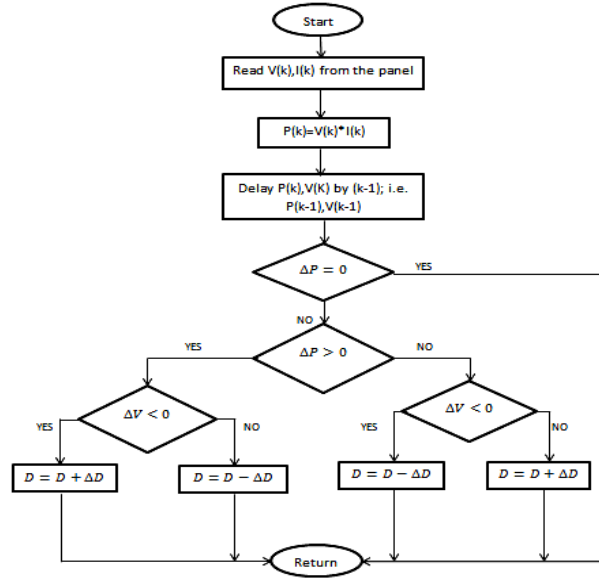 Start
Read V(k),I(k) from the panel
P(k)=V(k)*I(k)
Delay P(k),V(K) by (k-1); i.e.
P(k-1),V(k-1)
ΔP = 0
YES
NO
ΔP > 0
YES
NO
ΔV < 0
YES
NO
ΔV < 0
YES
NO
D = D + ΔD
D = D − ΔD
D = D − ΔD
D = D + ΔD
Return